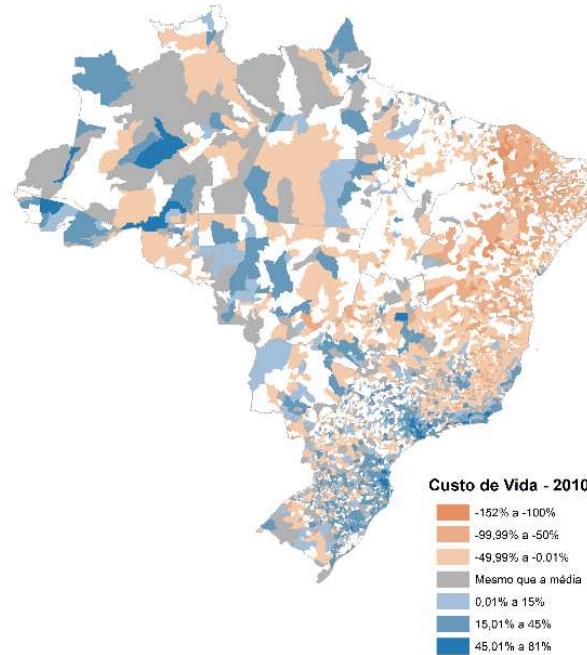 Custo de Vida - 2010
-152% a -100%
-99,99% a -50%
-49,99% a -0.01%
Mesmo que a média
0,01% a 15%
15,01% a 45%
45,01% a 81%